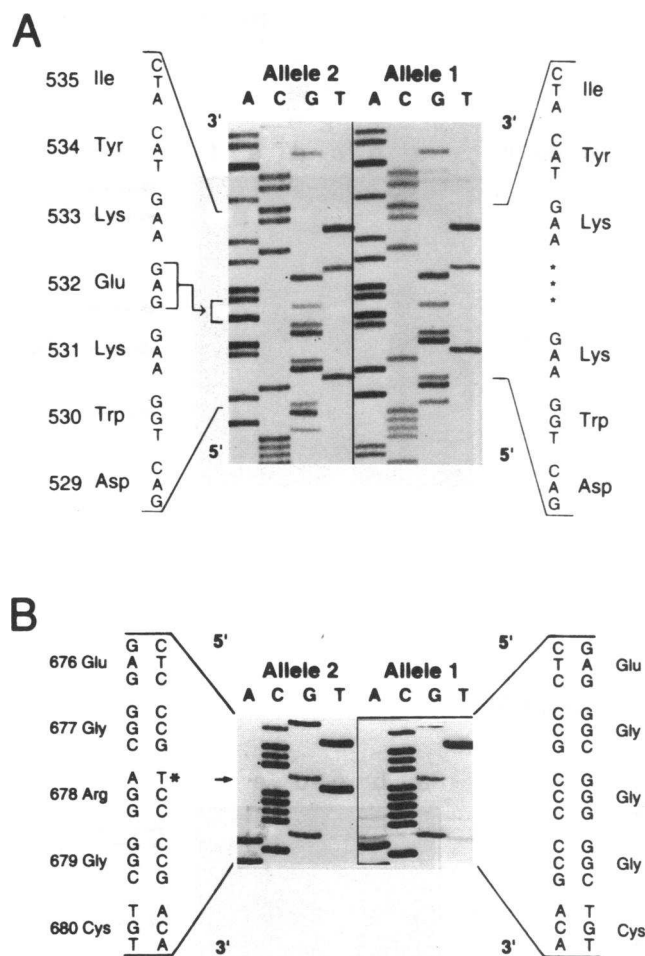 A
Allele 2 Allele 1
A C G T A C G T
3' 3'
535 Ile
C
T
A
534 Tyr
C
A
T
533 Lys
G
A
A
532 Glu
G
A
G
531 Lys
G
A
A
530 Trp
G
G
T
529 Asp
C
A
G
5' 5'
C
T
A
Ile
C
A
T
Tyr
G
A
A
Lys
*
*
*
G
A
A
Lys
G
G
T
Trp
C
A
G
Asp
B
5' 5'
Allele 2 Allele 1
A C G T A C G T
676 Glu
G C
A T
G C
677 Gly
G C
G C
C G
678 Arg
A T*
G C
G C
679 Gly
G C
G C
C G
680 Cys
T A
G C
T A
3' 3'
C G
T A
C G
Glu
C G
C G
G C
Gly
C G
C G
C G
Gly
C G
C G
G C
Gly
A T
C G
A T
Cys